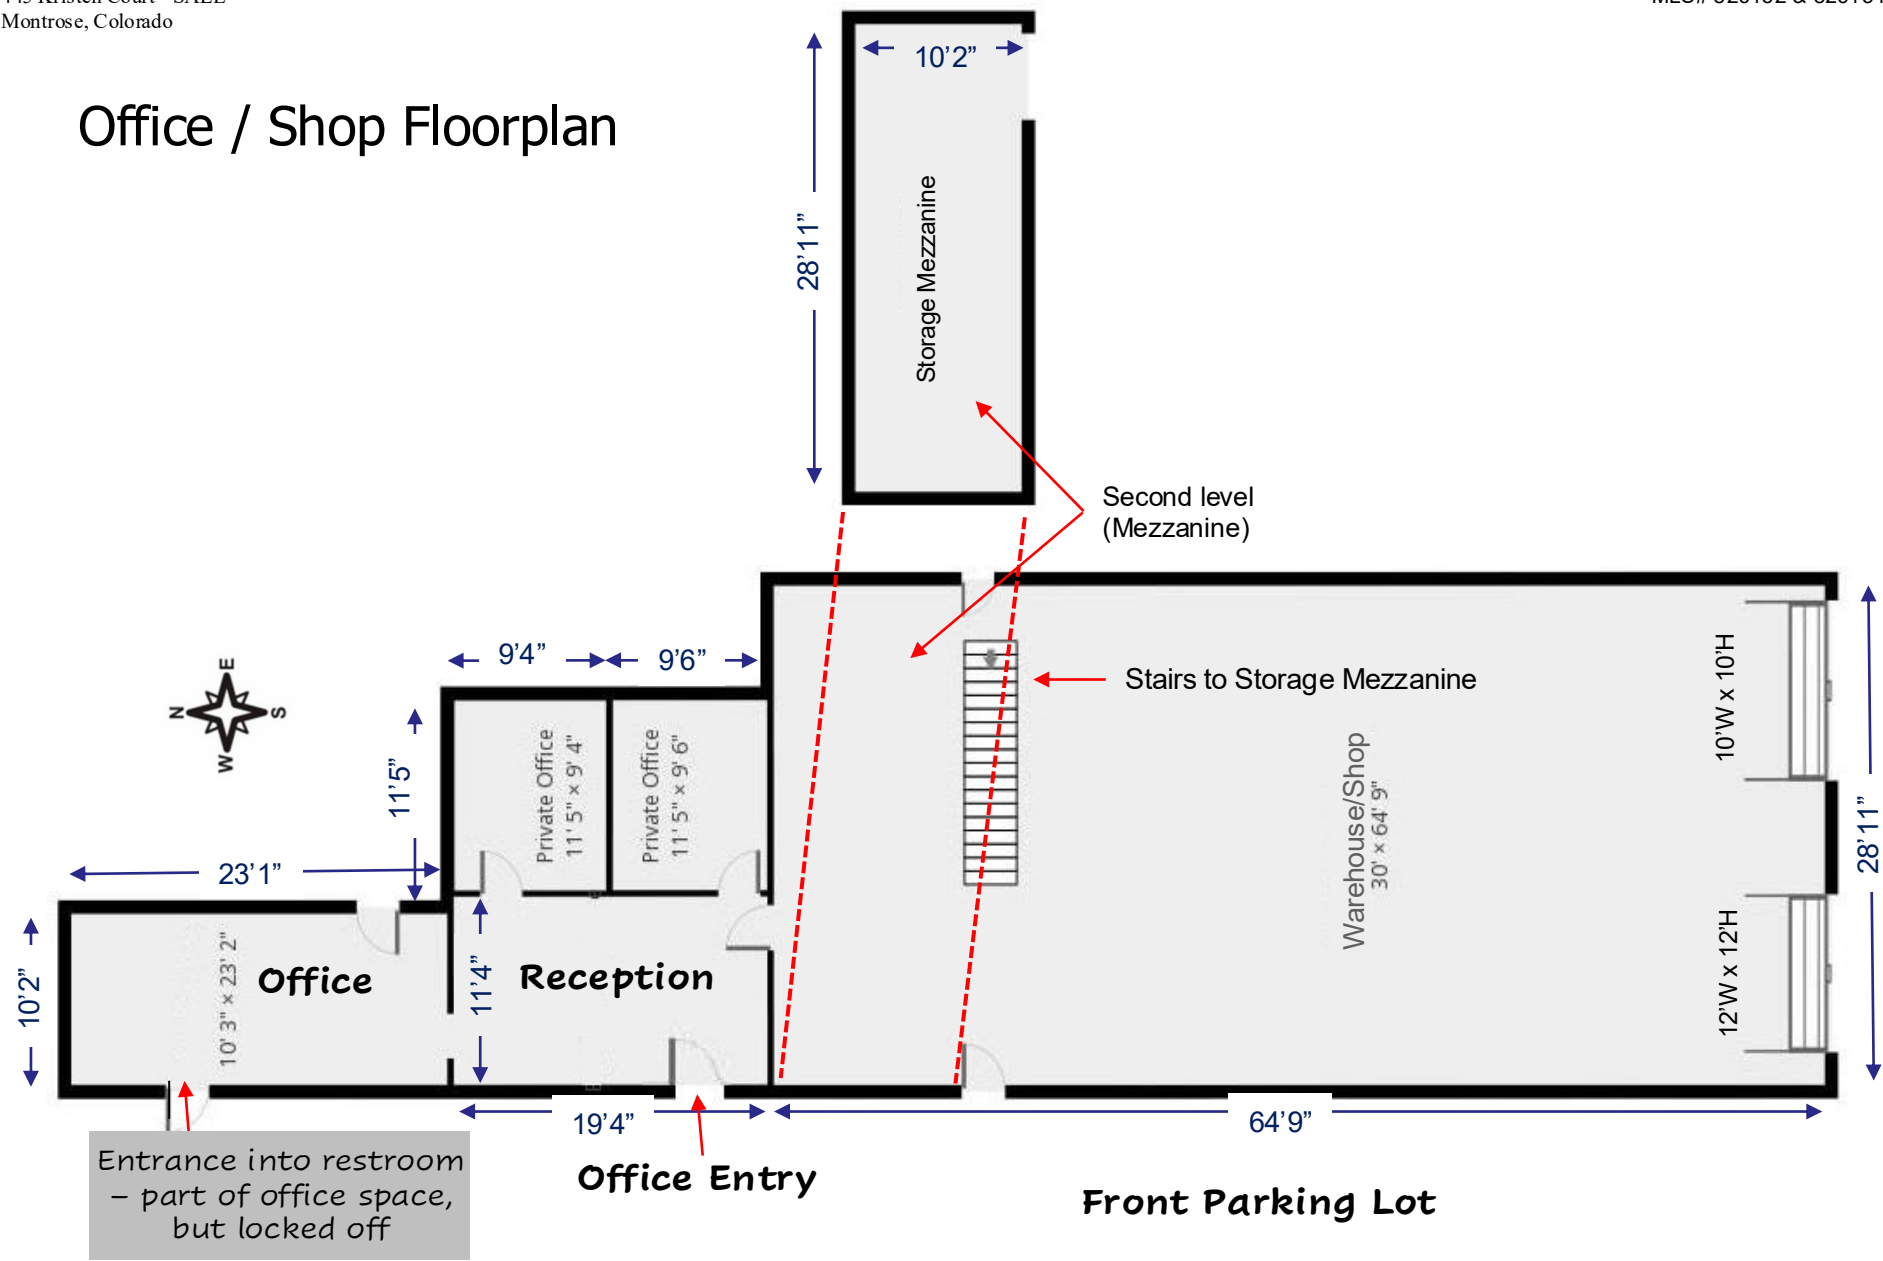 Montrose, Colorado
Office / Shop Floorplan
10’2”
28’11”
Storage Mezzanine
Second level
(Mezzanine)
9’4”
9’6”
E
N
S
W
11’5”
Private Office
11' 5" × 9' 4"
Private Office
11' 5" × 9' 6"
Stairs to Storage Mezzanine
10’W x 10’H
Warehouse/Shop
30' × 64' 9"
28’11”
23’1”
10’2”
10' 3" × 23' 2"
Office
11’4”
Reception
12’W x 12’H
19’4”
64’9”
Entrance into restroom
– part of office space,
but locked off
Office Entry
Front Parking Lot